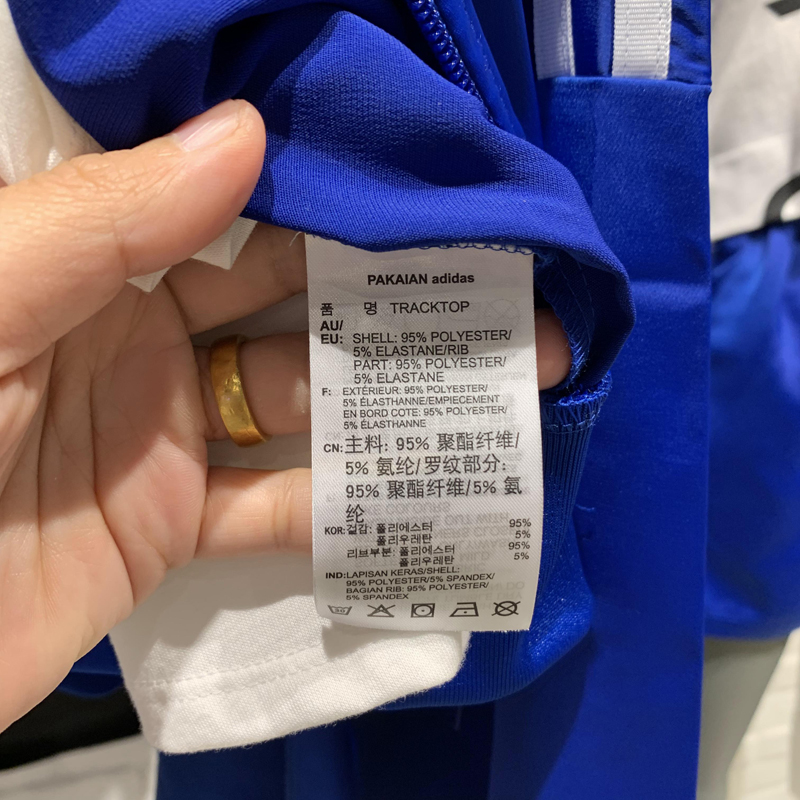 PAKAIAN adidas
품 명 TRACKTOP
AU/
EU: SHELL: 95% POLYESTER/
5% ELASTANE/RIB
PART: 95% POLYESTER/
5% ELASTANE
F: EXTÉRIEUR: 95% POLYESTER/
5% ÉLASTHANNE/EMPIECEMENT
EN BORD COTE: 95% POLYESTER/
5% ÉLASTHANNE
CN: 主料: 95% 聚酯纤维/
5% 氨纶/罗纹部分:
95% 聚酯纤维/5% 氨
纶
KOR: 겉감: 폴리에스터 95%
폴리우레탄 5%
리브부분: 폴리에스터 95%
폴리우레탄 5%
IND: LAPISAN KERAS/SHELL:
95% POLYESTER/5% SPANDEX/
BAGIAN RIB: 95% POLYESTER/
5% SPANDEX